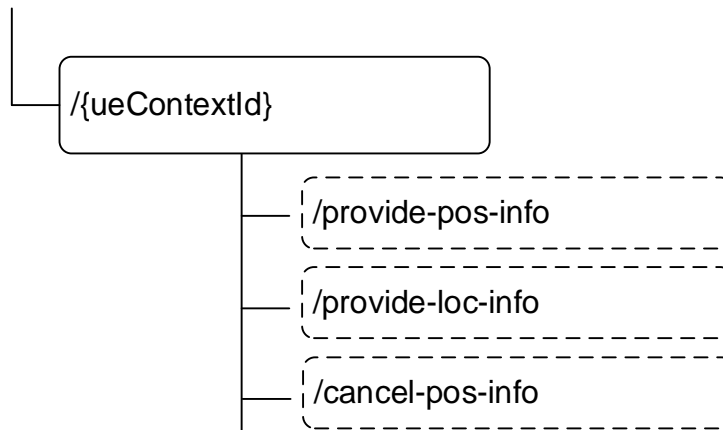 /{ueContextId}
/provide-pos-info
/provide-loc-info
/cancel-pos-info